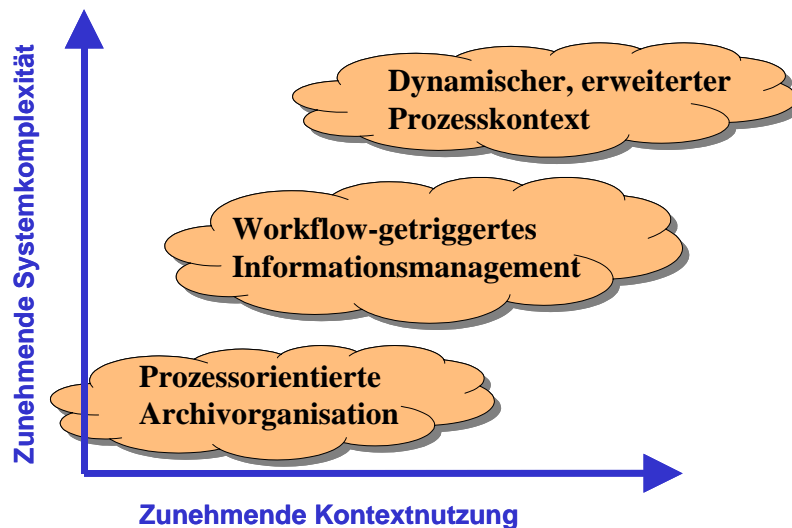 Zunehmende Systemkomplexität
Dynamischer, erweiterter
Prozesskontext
Workflow-getriggertes
Informationsmanagement
Prozessorientierte
Archivorganisation
Zunehmende Kontextnutzung